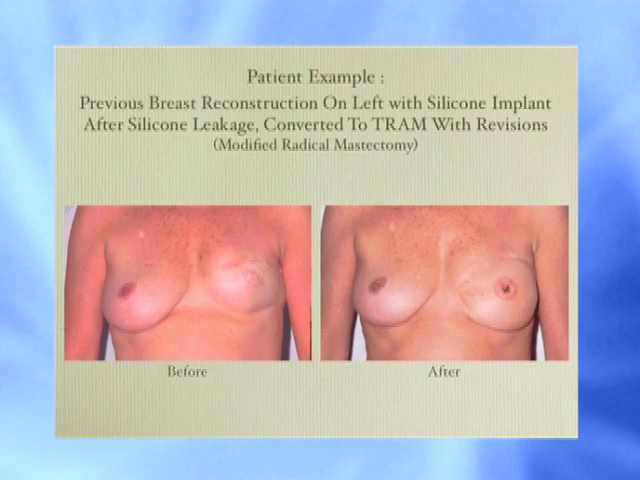 Patient Example :
Previous Breast Reconstruction On Left with Silicone Implant
After Silicone Leakage, Converted To TRAM With Revisions
(Modified Radical Mastectomy)
Before
After